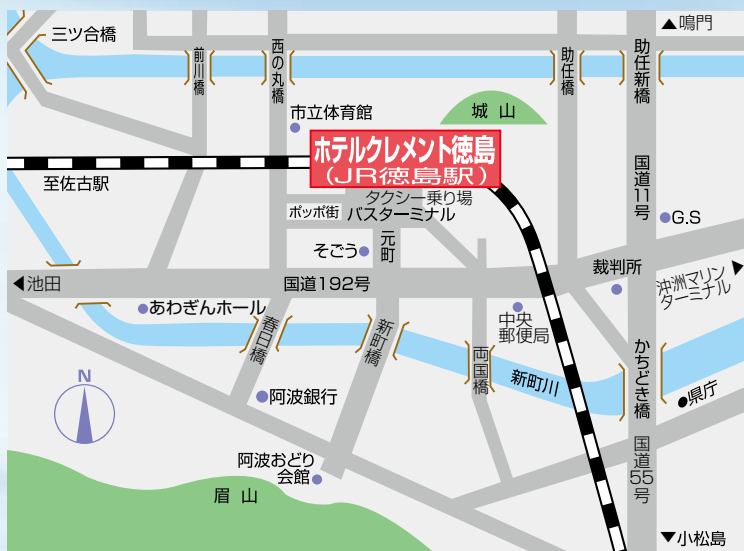 三ツ合橋
前川橋
西の丸橋
助任橋
助任新橋
▲鳴門
市立体育館
城山
ホテルクレメント徳島
(JR徳島駅)
至佐古駅
国道11号
タクシー乗り場
ポッポ街
バスターミナル
G.S
そごう
元町
裁判所
沖洲マリン
ターミナル▶
◀池田
国道192号
あわぎんホール
春日橋
新町橋
中央
郵便局
両国橋
新町川
かちどき橋
●県庁
N
阿波銀行
阿波おどり
会館
眉山
国道55号
▼小松島